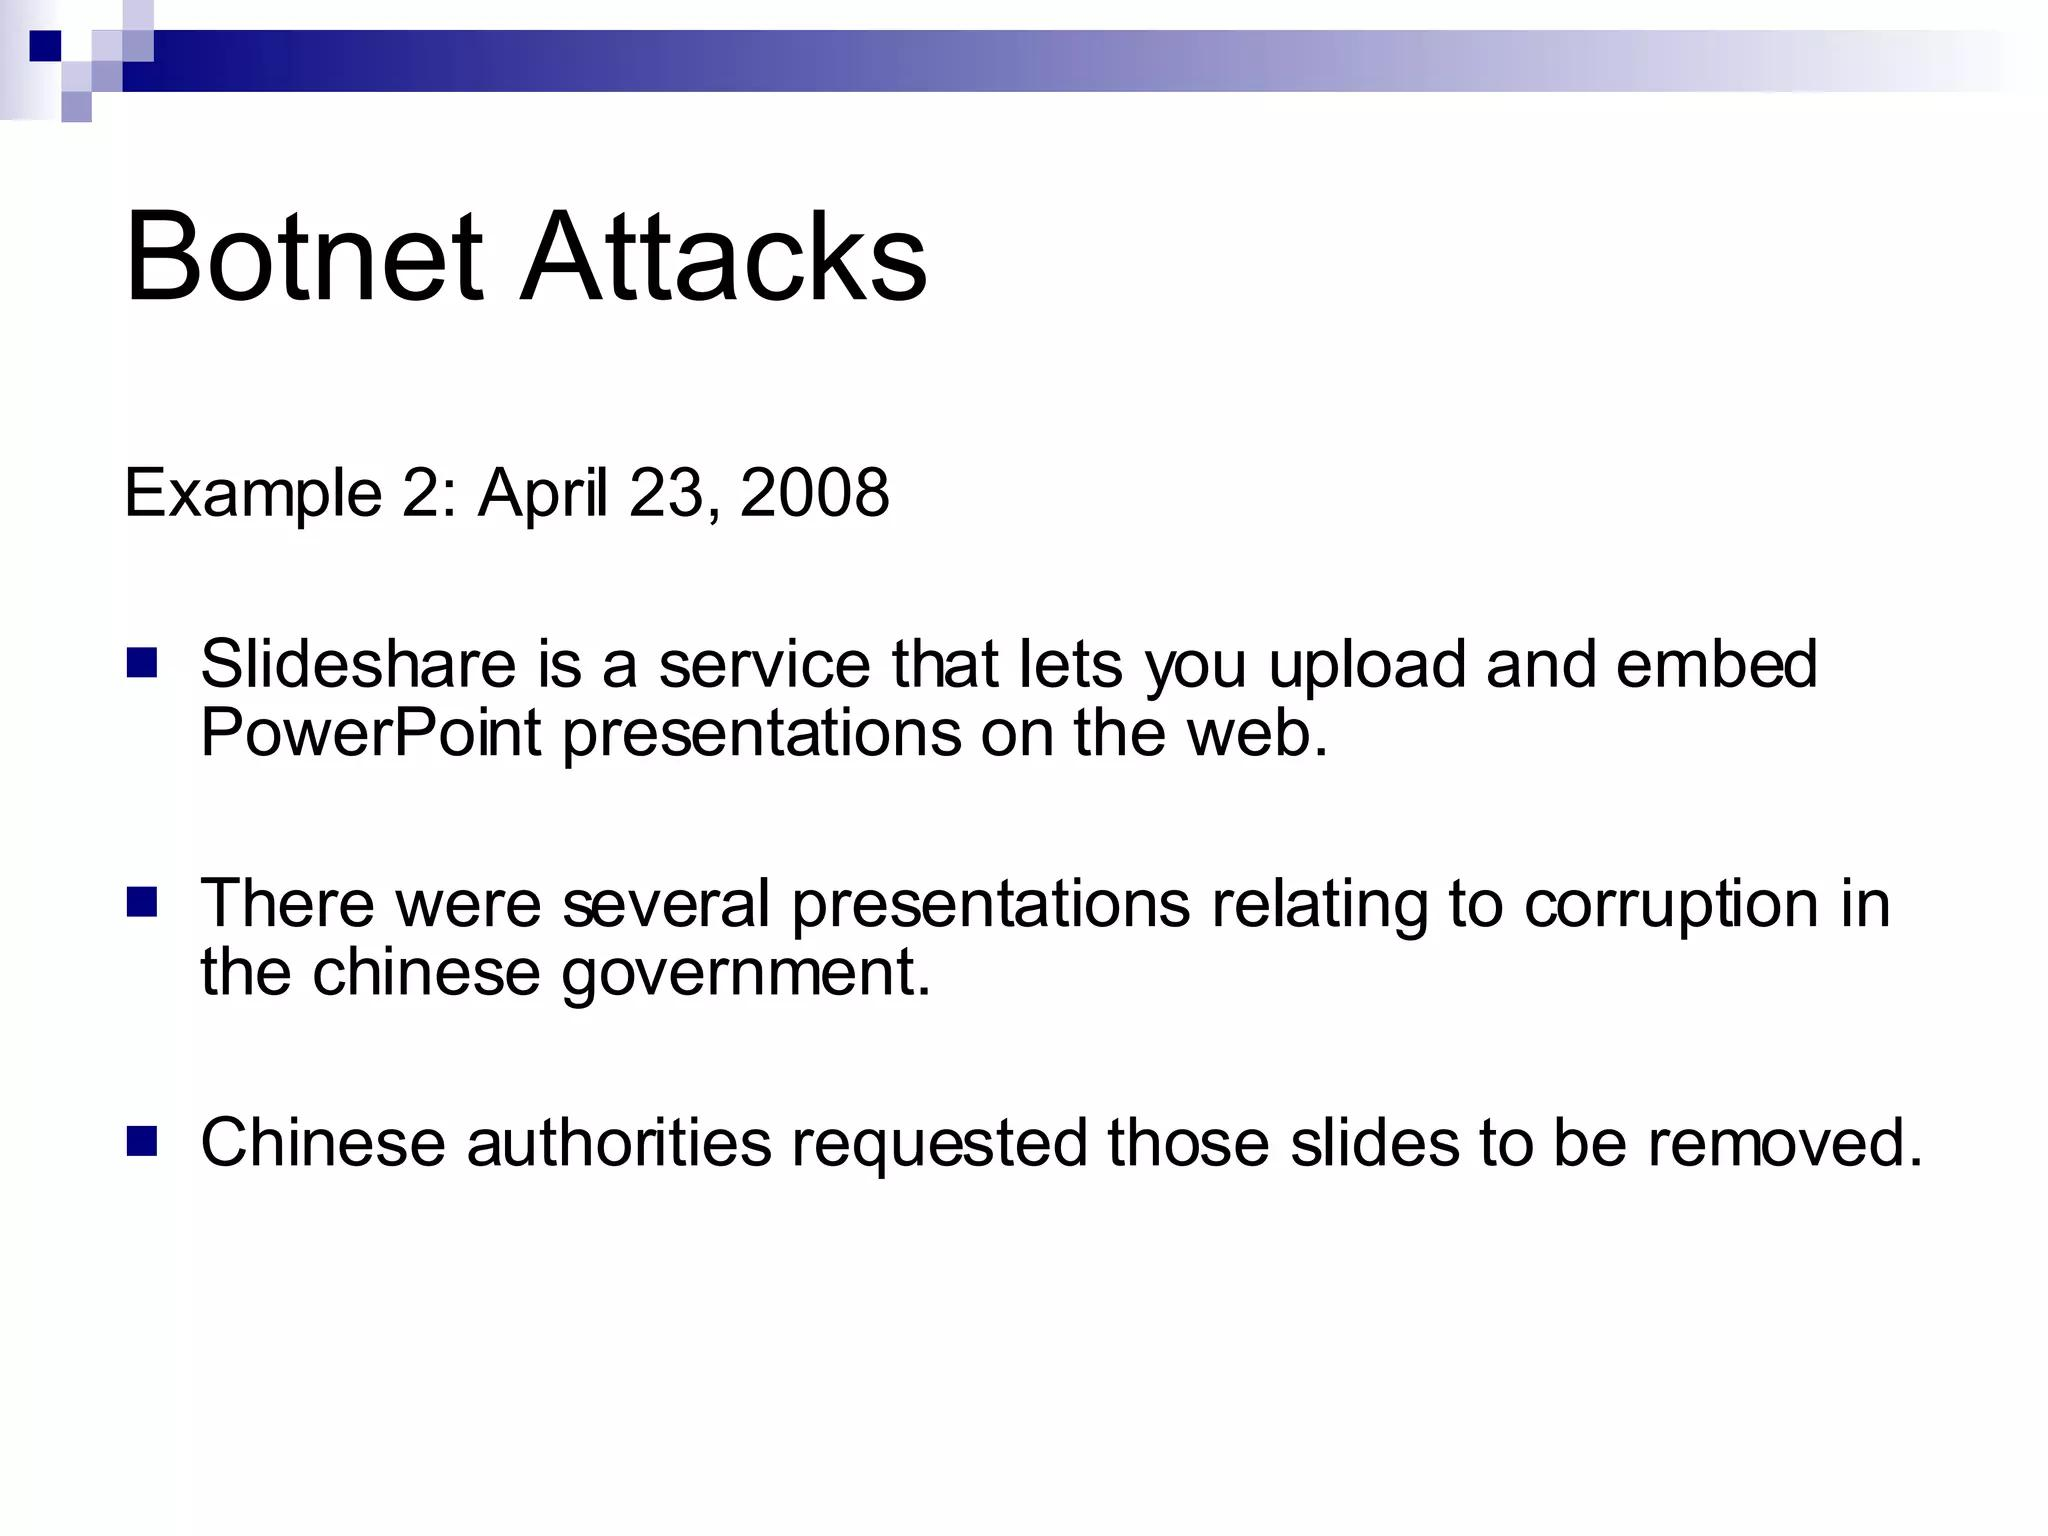 Botnet Attacks
Example 2: April 23, 2008
Slideshare is a service that lets you upload and embed
PowerPoint presentations on the web.
There were several presentations relating to corruption in
the chinese government.
Chinese authorities requested those slides to be removed.